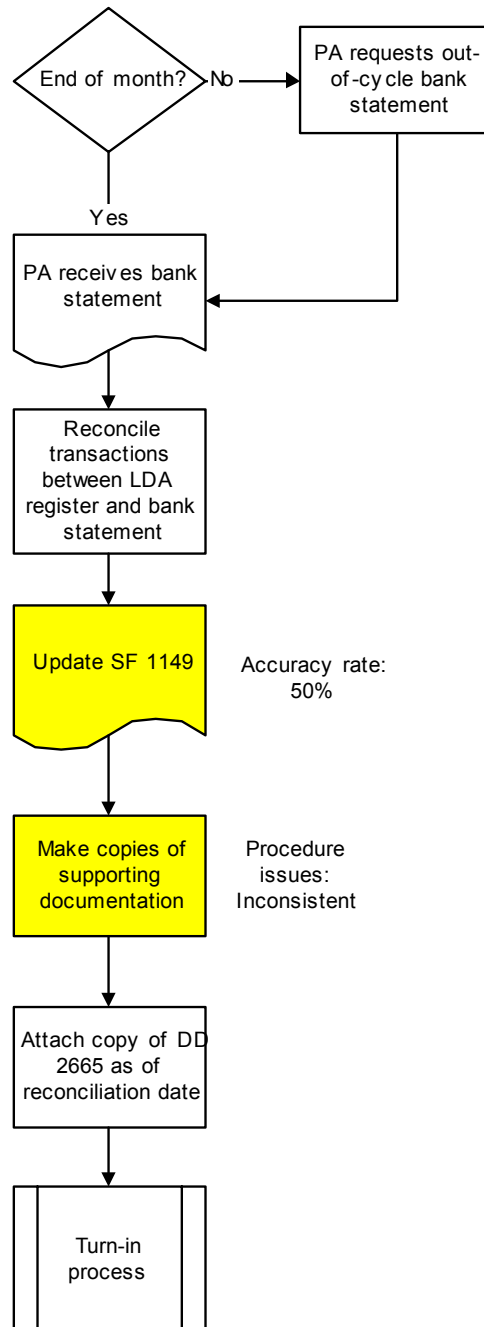 End of month?
No
PA requests out-
of-cycle bank
statement
Yes
PA receives bank
statement
Reconcile
transactions
between LDA
register and bank
statement
Update SF 1149
Accuracy rate:
50%
Make copies of
supporting
documentation
Procedure
issues:
Inconsistent
Attach copy of DD
2665 as of
reconciliation date
Turn-in
process